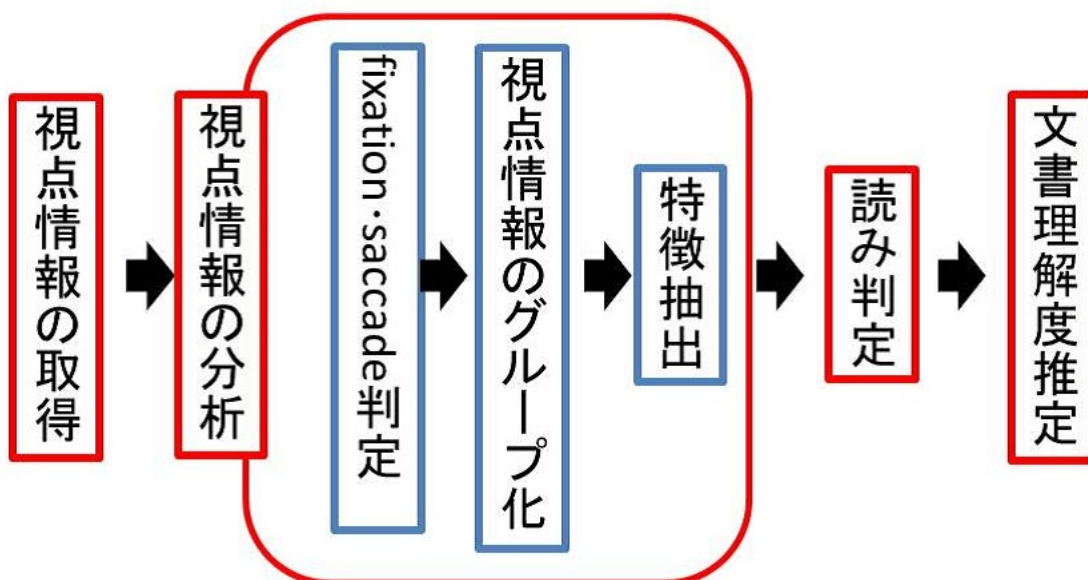 視点情報の取得
視点情報の分析
fixation・saccade判定
視点情報のグループ化
特徴抽出
読み判定
文書理解度推定